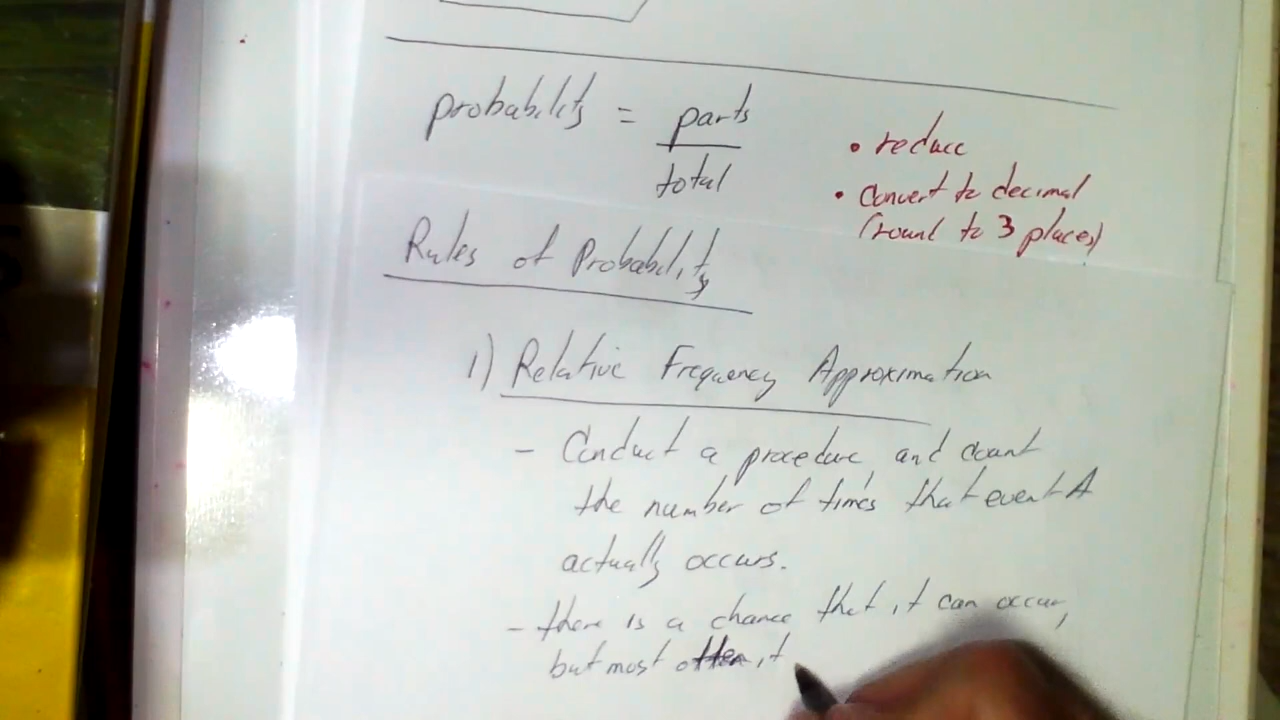 probability = parts
total
• reduce
• Convert to decimal
(round to 3 places)
Rules of Probability
1) Relative Frequency Approximation
- Conduct a procedure, and count
the number of times that event A
actually occurs.
- there is a chance that it can occur,
but most often, it